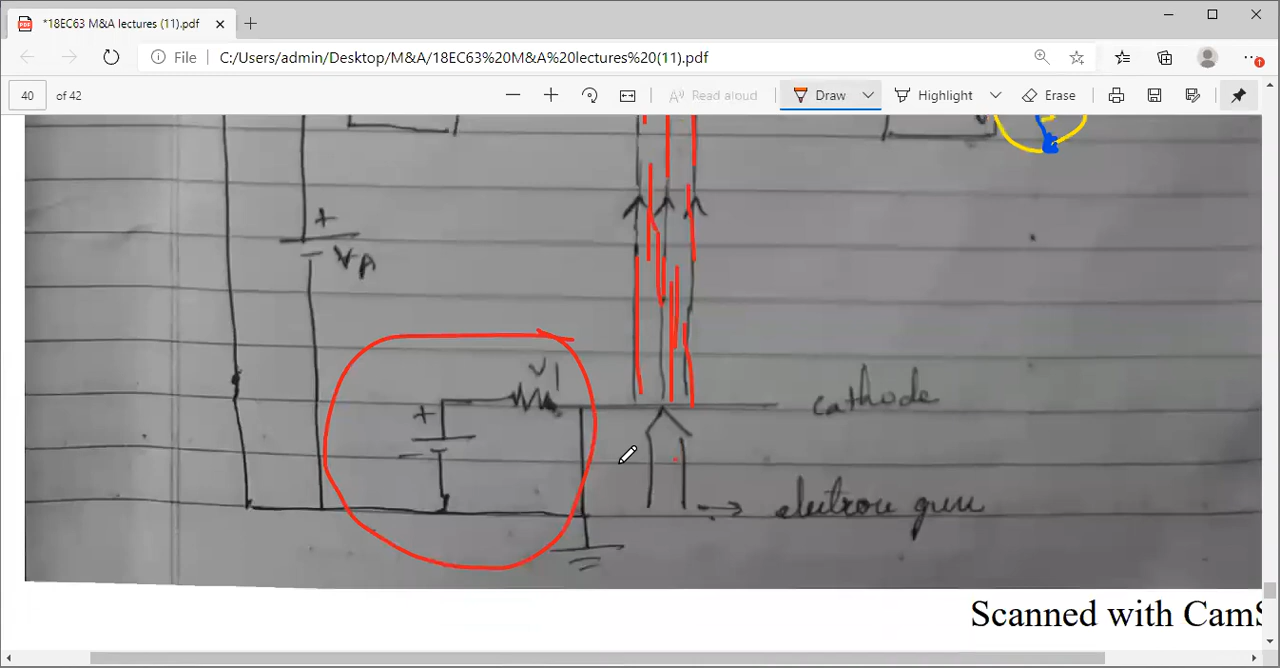 *18EC63 M&A lectures (11).pdf
File C:/Users/admin/Desktop/M&A/18EC63%20M&A%20lectures%20(11).pdf
40 of 42 Read aloud Draw Highlight Erase
+
VA
V1
+
cathode
electron gun
Scanned with CamS